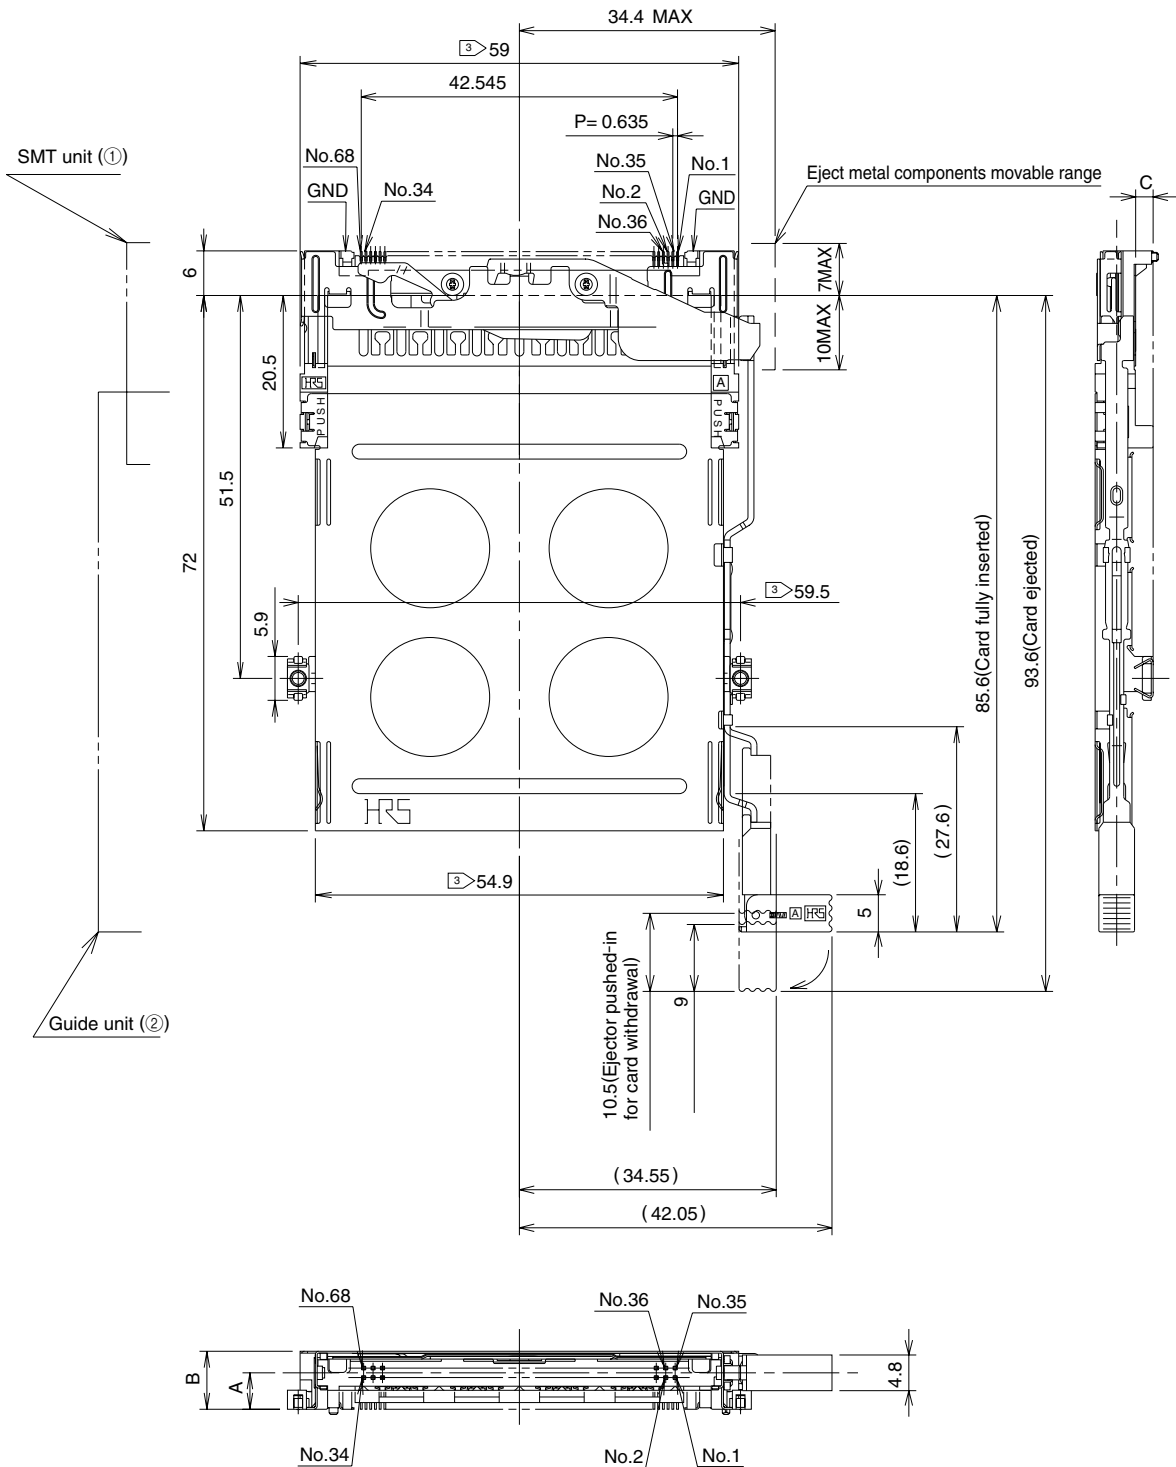 34.4 MAX
3 59
42.545
P= 0.635
SMT unit (①)
No.68
No.35
No.1
Eject metal components movable range
C
GND
No.34
No.2
GND
No.36
6
7MAX
10MAX
20.5
HRS
A
PUSH
PUSH
51.5
72
85.6(Card fully inserted)
93.6(Card ejected)
3 59.5
5.9
HRS
(27.6)
(18.6)
3 54.9
A HRS
5
10.5(Ejector pushed-in
for card withdrawal)
9
Guide unit (②)
(34.55)
(42.05)
No.68
No.36
No.35
B
A
4.8
No.34
No.2
No.1